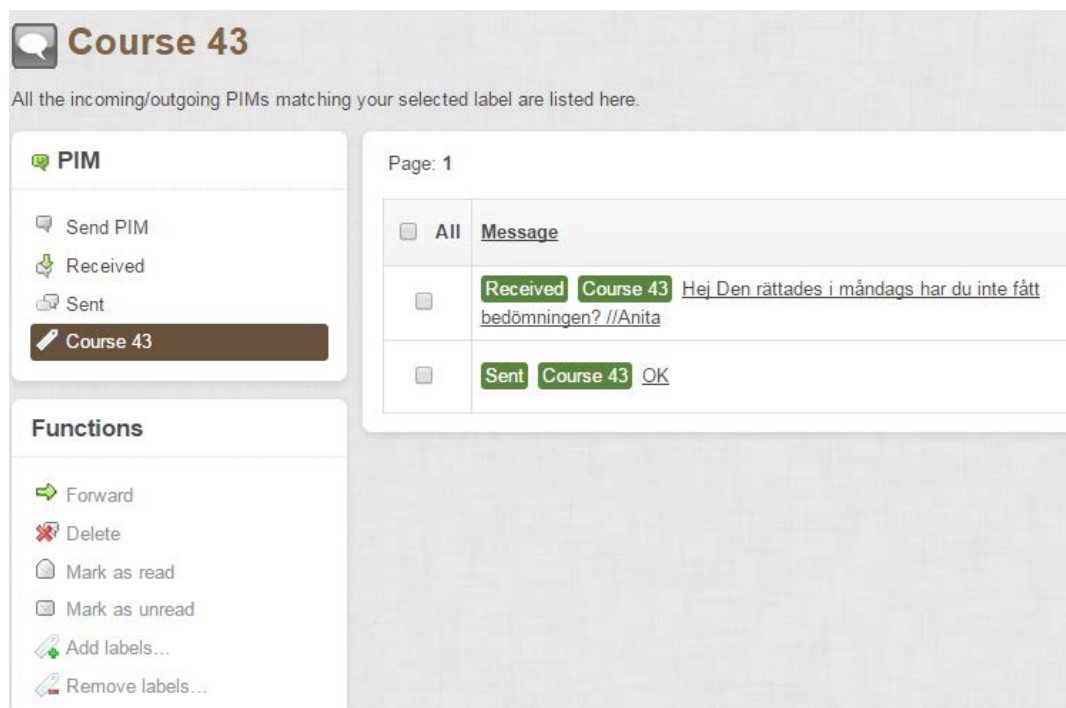 Course 43
All the incoming/outgoing PIMs matching your selected label are listed here.
PIM
Send PIM
Received
Sent
Course 43
Functions
Forward
Delete
Mark as read
Mark as unread
Add labels...
Remove labels...
Page: 1
All Message
Received Course 43 Hej Den rättades i måndags har du inte fått
bedömningen? //Anita
Sent Course 43 OK